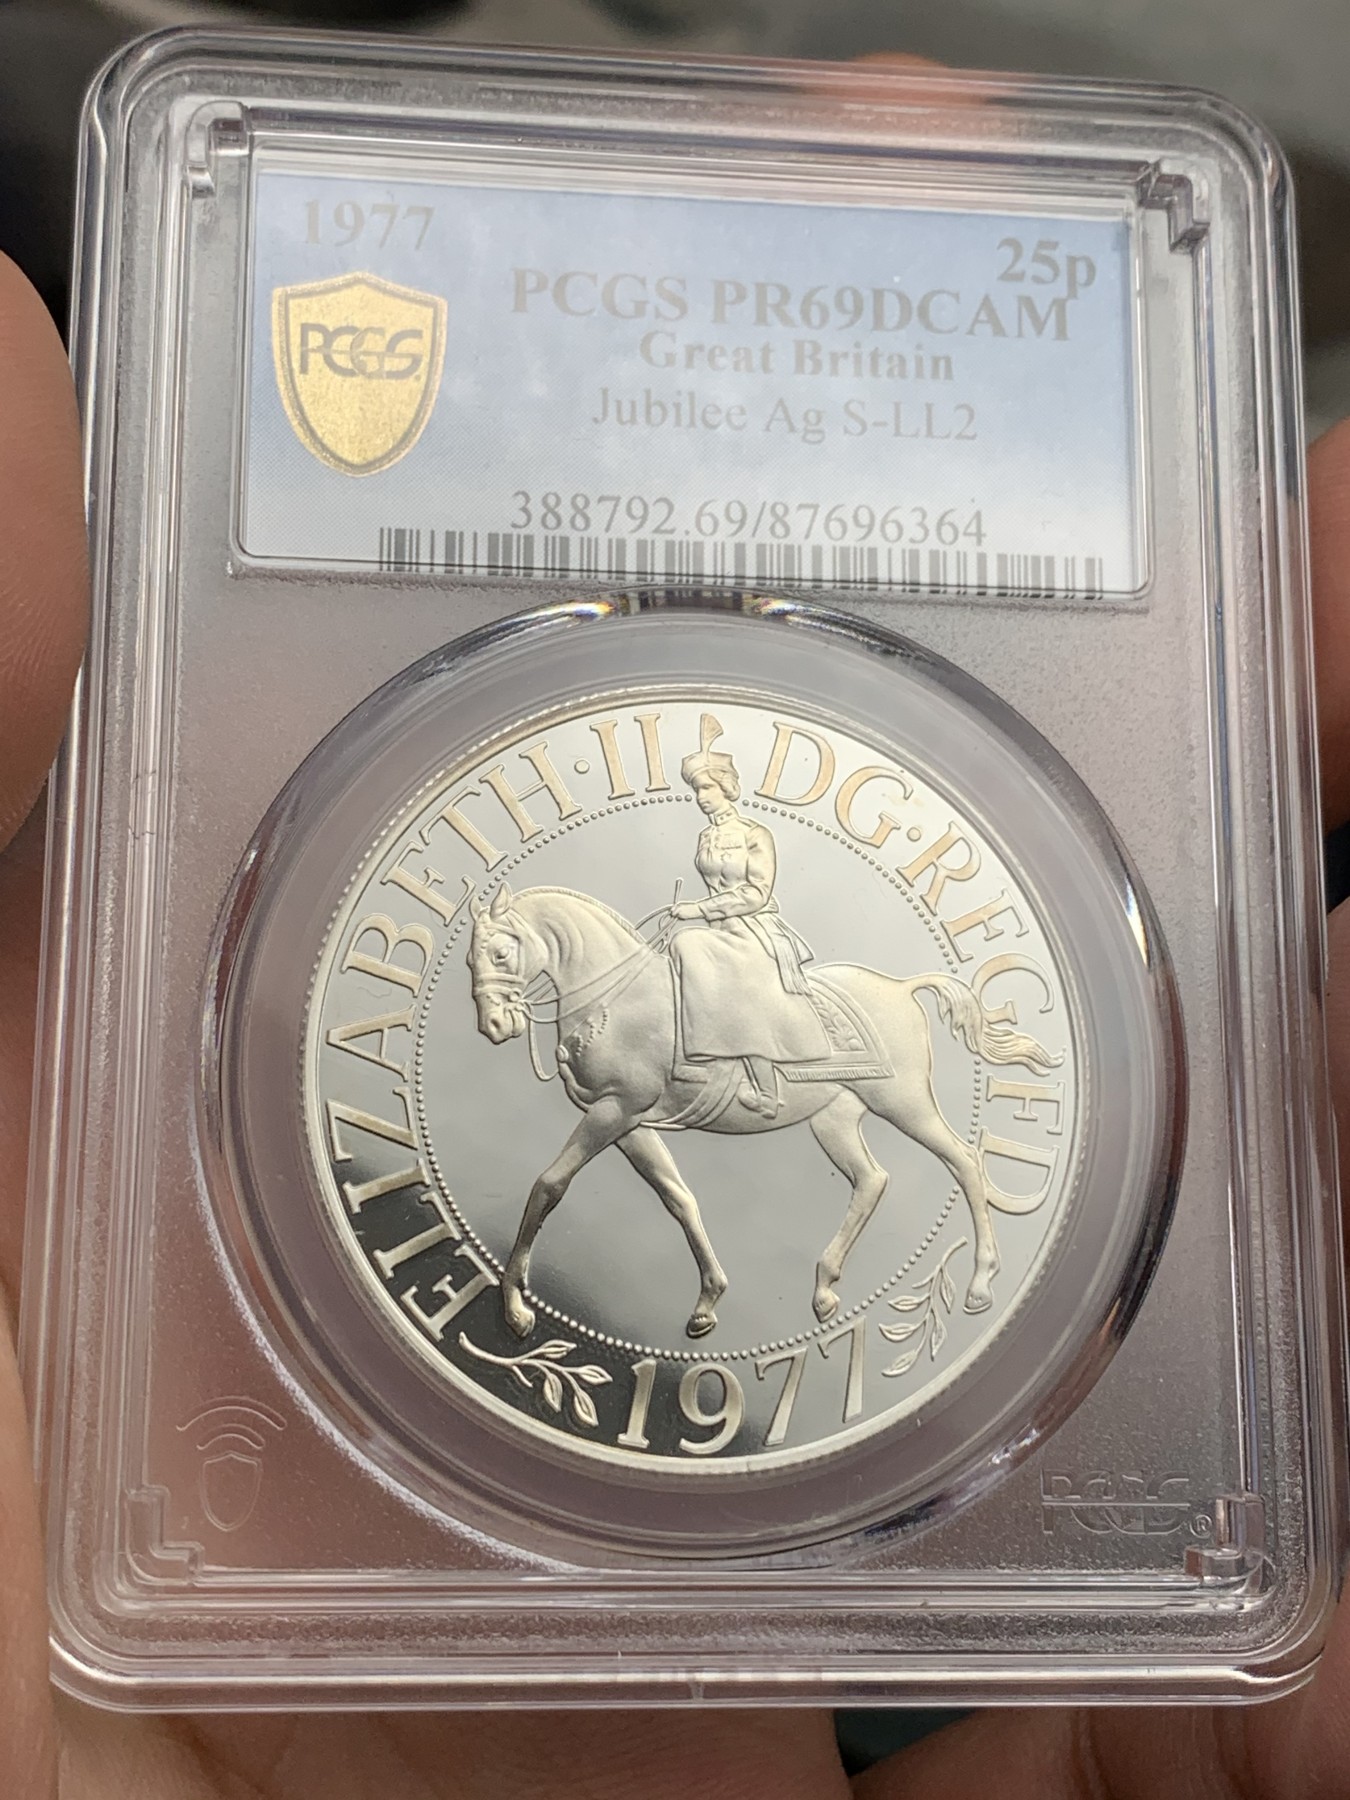 1977
25p
PCGS PR69DCAM
PCGS
Great Britain
Jubilee Ag S-LL2
388792.69/87696364
ELIZABETH·II DG·REG FD
1977
PCGS®